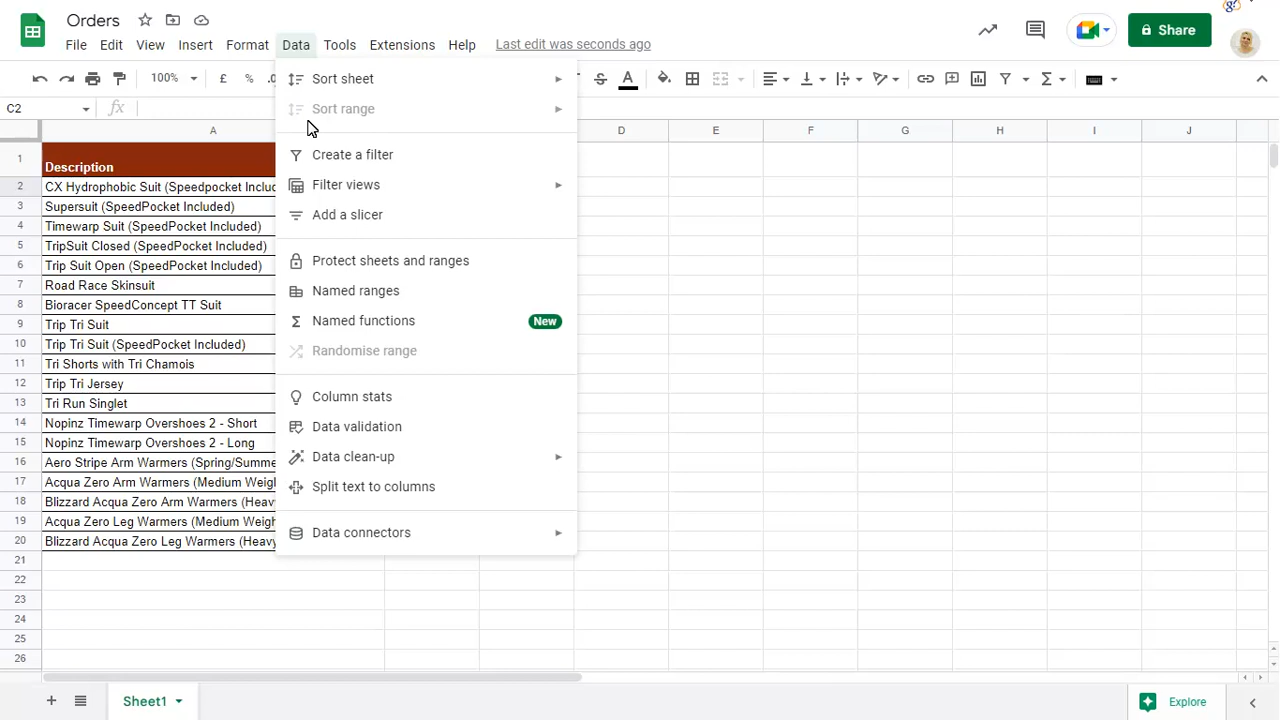 Orders
File Edit View Insert Format Data Tools Extensions Help Last edit was seconds ago
Share
100% £ % .0 A Σ
C2 fx
Sort sheet
Sort range
Create a filter
Filter views
Add a slicer
Protect sheets and ranges
Named ranges
Σ Named functions New
Randomise range
Column stats
Data validation
Data clean-up
Split text to columns
Data connectors
A D E F G H I J
1 Description
2 CX Hydrophobic Suit (Speedpocket Includ
3 Supersuit (SpeedPocket Included)
4 Timewarp Suit (SpeedPocket Included)
5 TripSuit Closed (SpeedPocket Included)
6 Trip Suit Open (SpeedPocket Included)
7 Road Race Skinsuit
8 Bioracer SpeedConcept TT Suit
9 Trip Tri Suit
10 Trip Tri Suit (SpeedPocket Included)
11 Tri Shorts with Tri Chamois
12 Trip Tri Jersey
13 Tri Run Singlet
14 Nopinz Timewarp Overshoes 2 - Short
15 Nopinz Timewarp Overshoes 2 - Long
16 Aero Stripe Arm Warmers (Spring/Summe
17 Acqua Zero Arm Warmers (Medium Weigh
18 Blizzard Acqua Zero Arm Warmers (Heavy
19 Acqua Zero Leg Warmers (Medium Weigh
20 Blizzard Acqua Zero Leg Warmers (Heavy
21
22
23
24
25
26
Sheet1
Explore